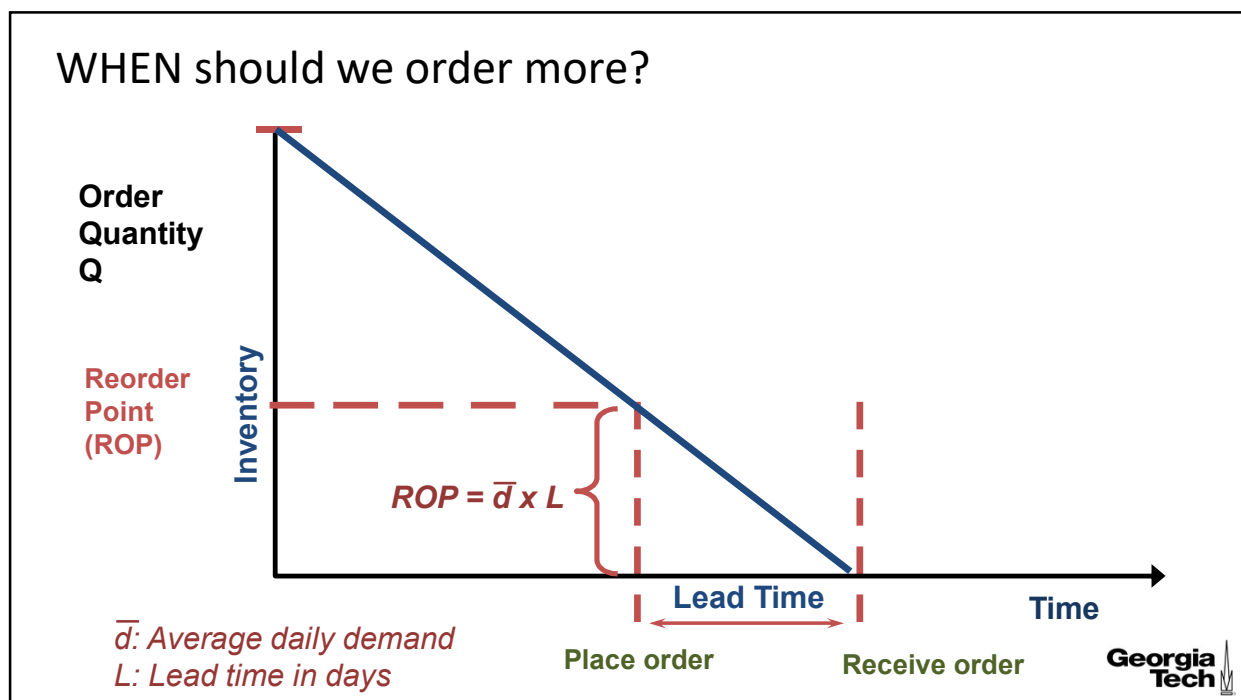 WHEN should we order more?
Order
Quantity
Q
Reorder
Point
(ROP)
Inventory
ROP = d̅ x L
Lead Time
Time
Place order
Receive order
d̅: Average daily demand
L: Lead time in days
Georgia
Tech